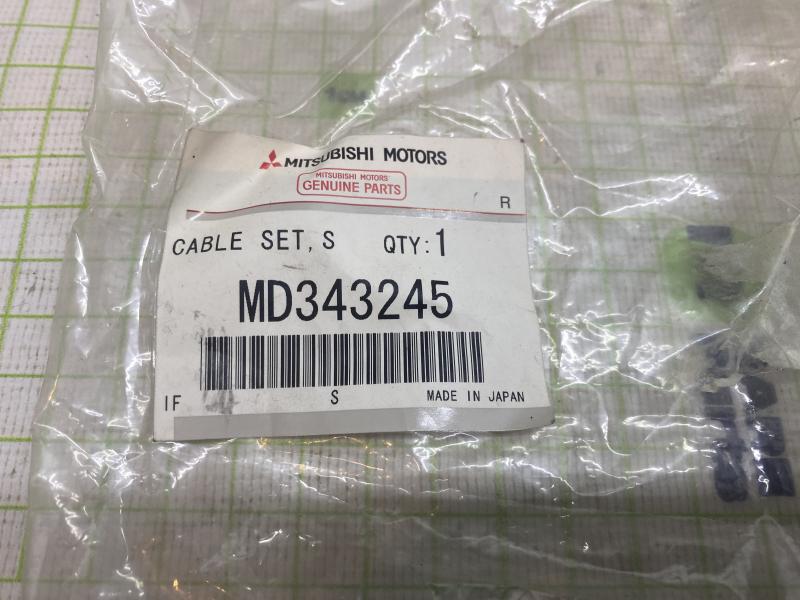 MITSUBISHI MOTORS
MITSUBISHI MOTORS
GENUINE PARTS
R
CABLE SET, S QTY: 1
MD343245
IF S MADE IN JAPAN